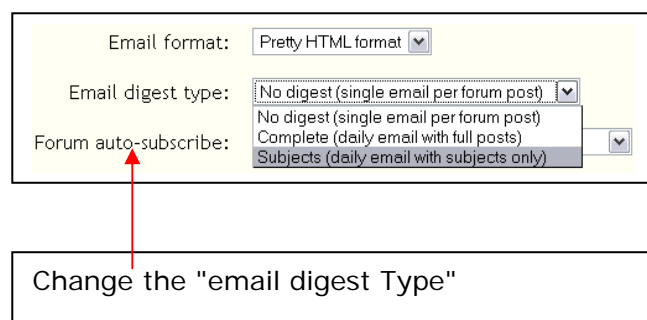 Email format: Pretty HTML format
Email digest type: No digest (single email per forum post)
No digest (single email per forum post)
Complete (daily email with full posts)
Forum auto-subscribe:
Subjects (daily email with subjects only)
Change the "email digest Type"